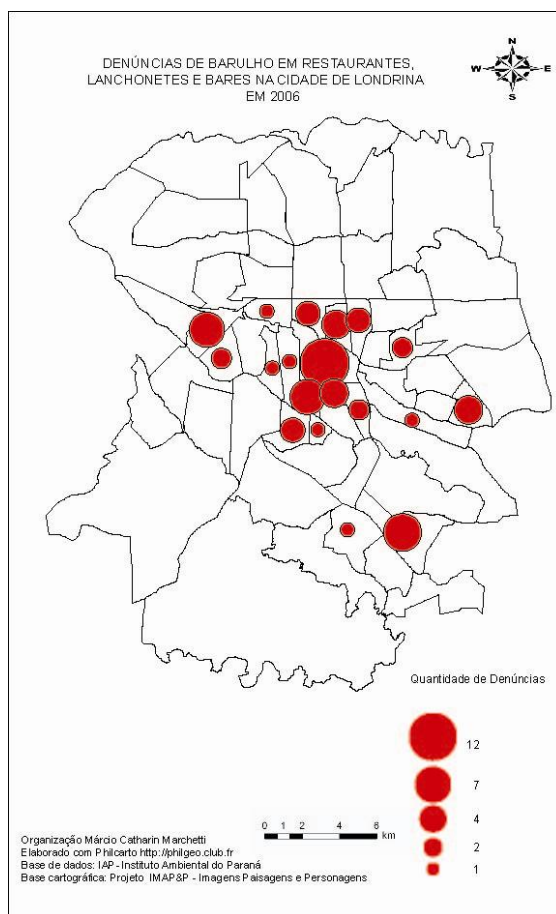 DENÚNCIAS DE BARULHO EM RESTAURANTES,
LANCHONETES E BARES NA CIDADE DE LONDRINA
EM 2006
N
W E
S
Quantidade de Denúncias
12
7
4
2
1
0 1 2 4 6
km
Organização Márcio Catharin Marchetti
Elaborado com Philcarto http://philgeo.club.fr
Base de dados: IAP - Instituto Ambiental do Paraná
Base cartográfica: Projeto IMAP&P - Imagens Paisagens e Personagens